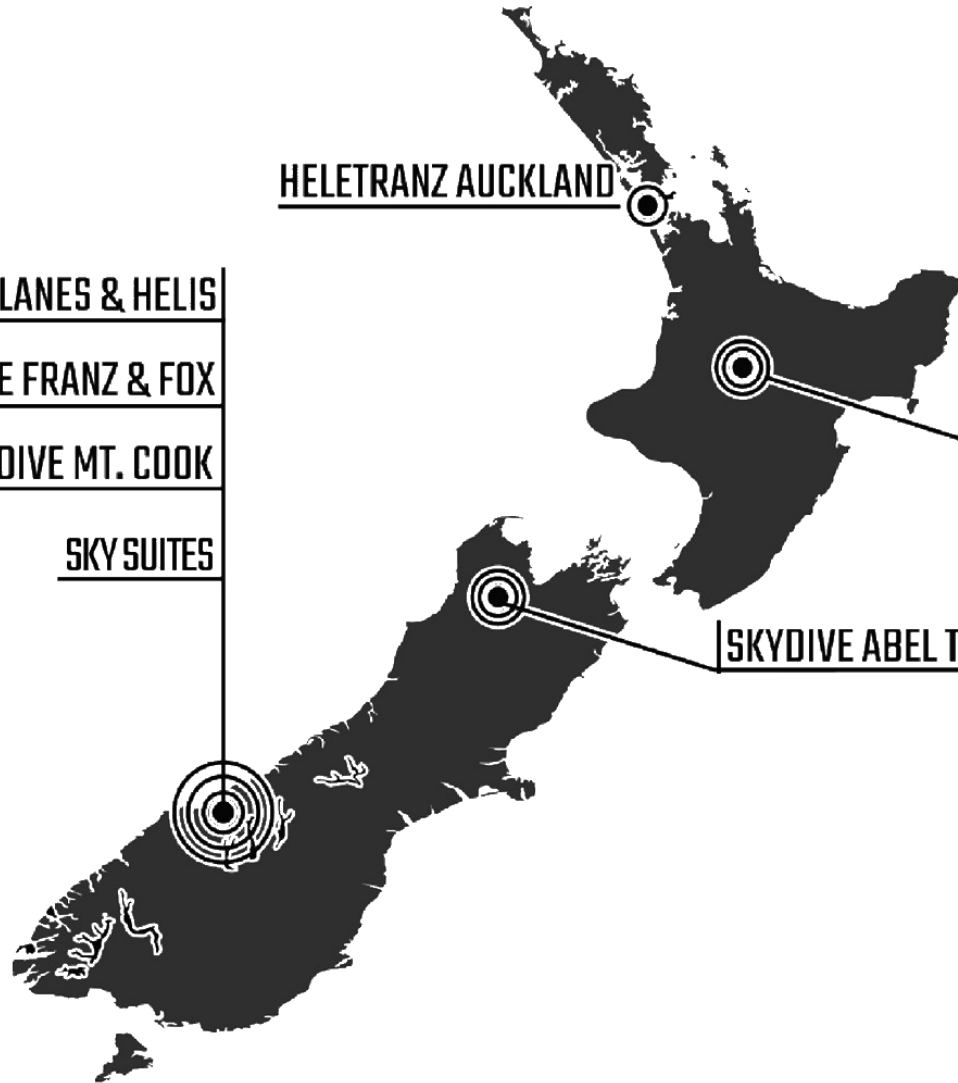 HELETRANZ AUCKLAND
LANES & HELIS
E FRANZ & FOX
DIVE MT. COOK
SKY SUITES
SKYDIVE ABEL T